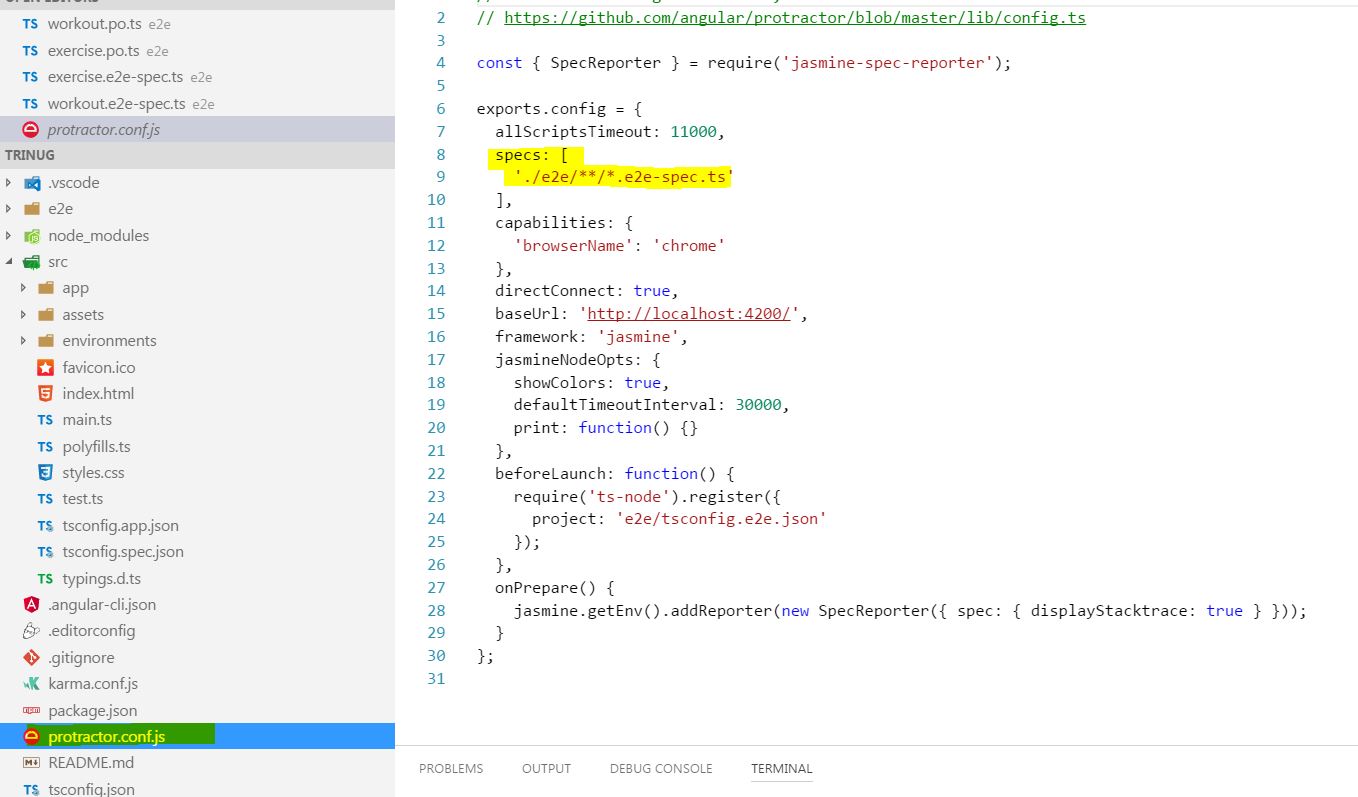 OPEN EDITORS
TS workout.po.ts e2e
TS exercise.po.ts e2e
TS exercise.e2e-spec.ts e2e
TS workout.e2e-spec.ts e2e
protractor.conf.js
TRINUG
.vscode
e2e
node_modules
src
app
assets
environments
favicon.ico
index.html
TS main.ts
TS polyfills.ts
styles.css
TS test.ts
TS tsconfig.app.json
TS tsconfig.spec.json
TS typings.d.ts
.angular-cli.json
.editorconfig
.gitignore
karma.conf.js
package.json
protractor.conf.js
README.md
TS tsconfig.json
2 // https://github.com/angular/protractor/blob/master/lib/config.ts
3
4 const { SpecReporter } = require('jasmine-spec-reporter');
5
6 exports.config = {
7 allScriptsTimeout: 11000,
8 specs: [
9 './e2e/**/*.e2e-spec.ts'
10 ],
11 capabilities: {
12 'browserName': 'chrome'
13 },
14 directConnect: true,
15 baseUrl: 'http://localhost:4200/',
16 framework: 'jasmine',
17 jasmineNodeOpts: {
18 showColors: true,
19 defaultTimeoutInterval: 30000,
20 print: function() {}
21 },
22 beforeLaunch: function() {
23 require('ts-node').register({
24 project: 'e2e/tsconfig.e2e.json'
25 });
26 },
27 onPrepare() {
28 jasmine.getEnv().addReporter(new SpecReporter({ spec: { displayStacktrace: true } }));
29 }
30 };
31
PROBLEMS OUTPUT DEBUG CONSOLE TERMINAL